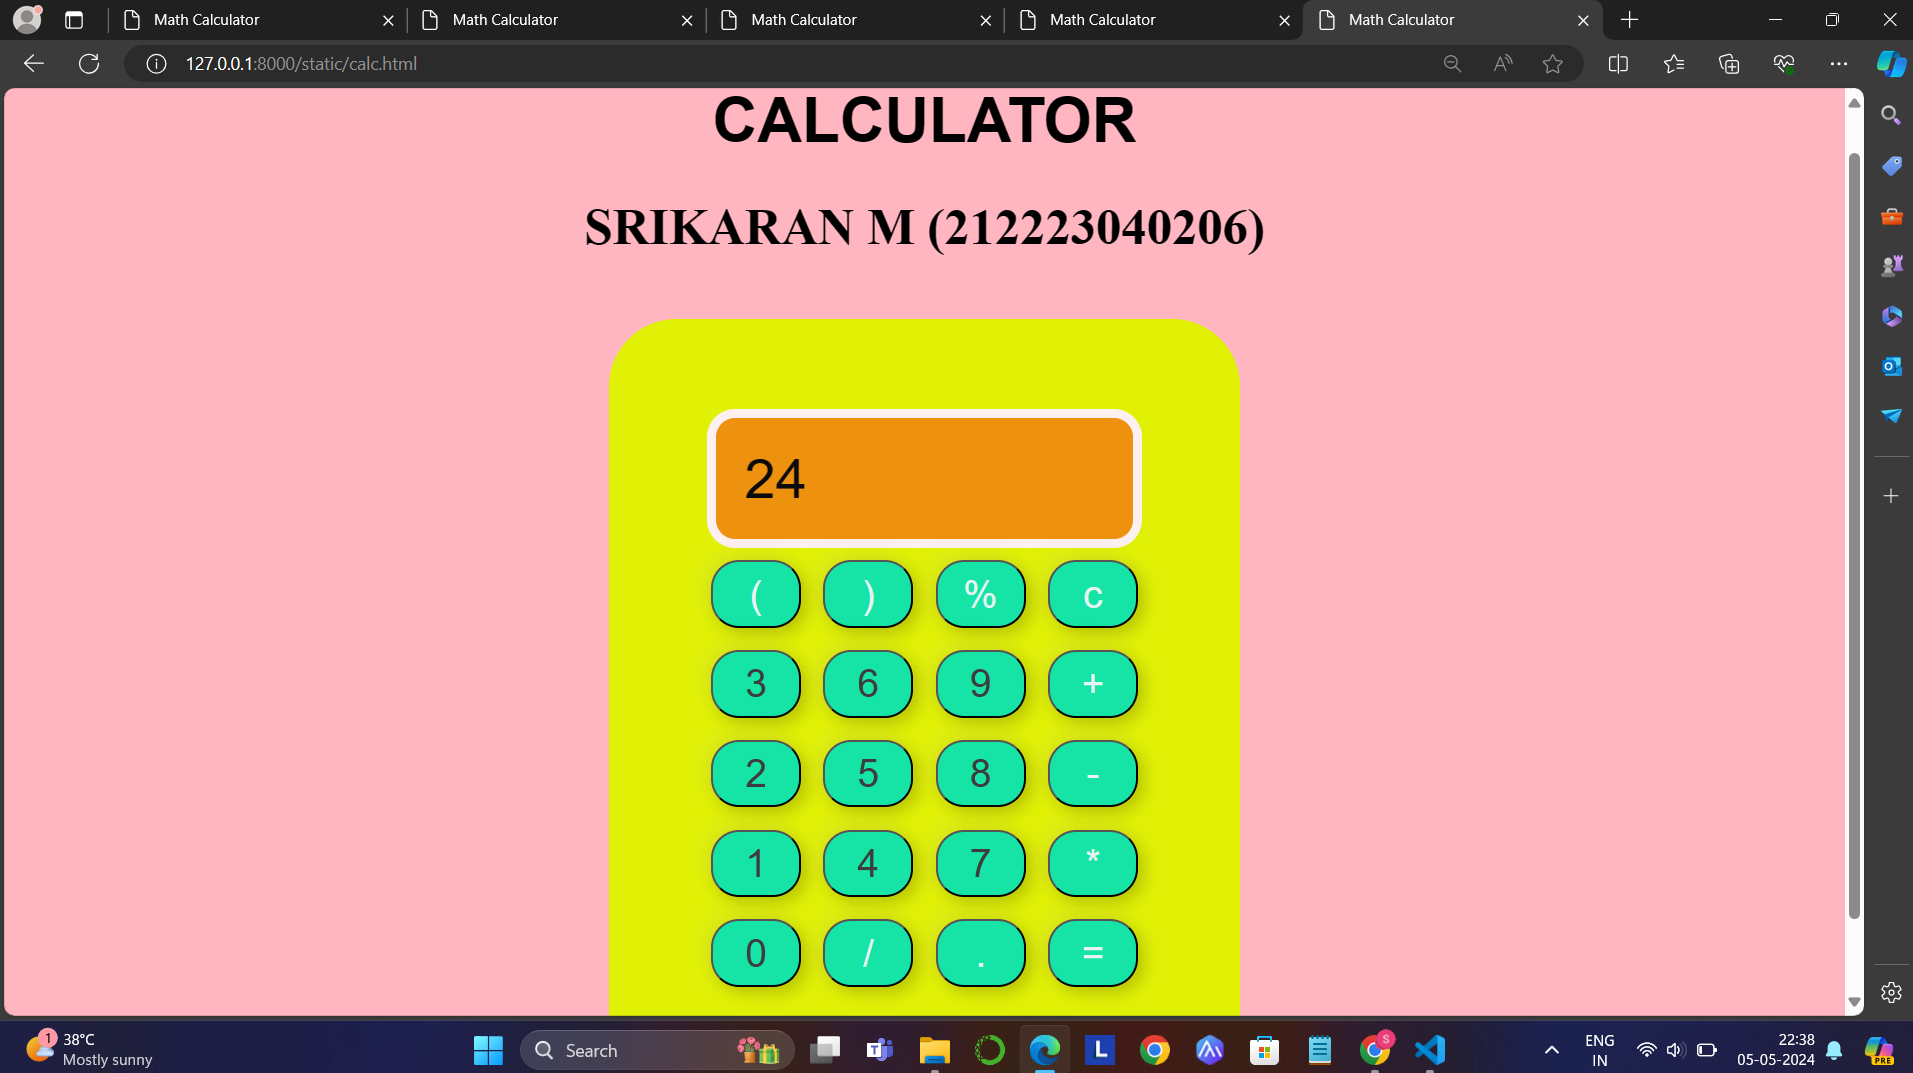 Math Calculator
Math Calculator
Math Calculator
Math Calculator
Math Calculator
127.0.0.1:8000/static/calc.html
CALCULATOR
SRIKARAN M (212223040206)
24
( ) % c
3 6 9 +
2 5 8 -
1 4 7 *
0 / . =
1
38°C
Mostly sunny
Search
T
L
S
ENG
IN
22:38
05-05-2024
PRE